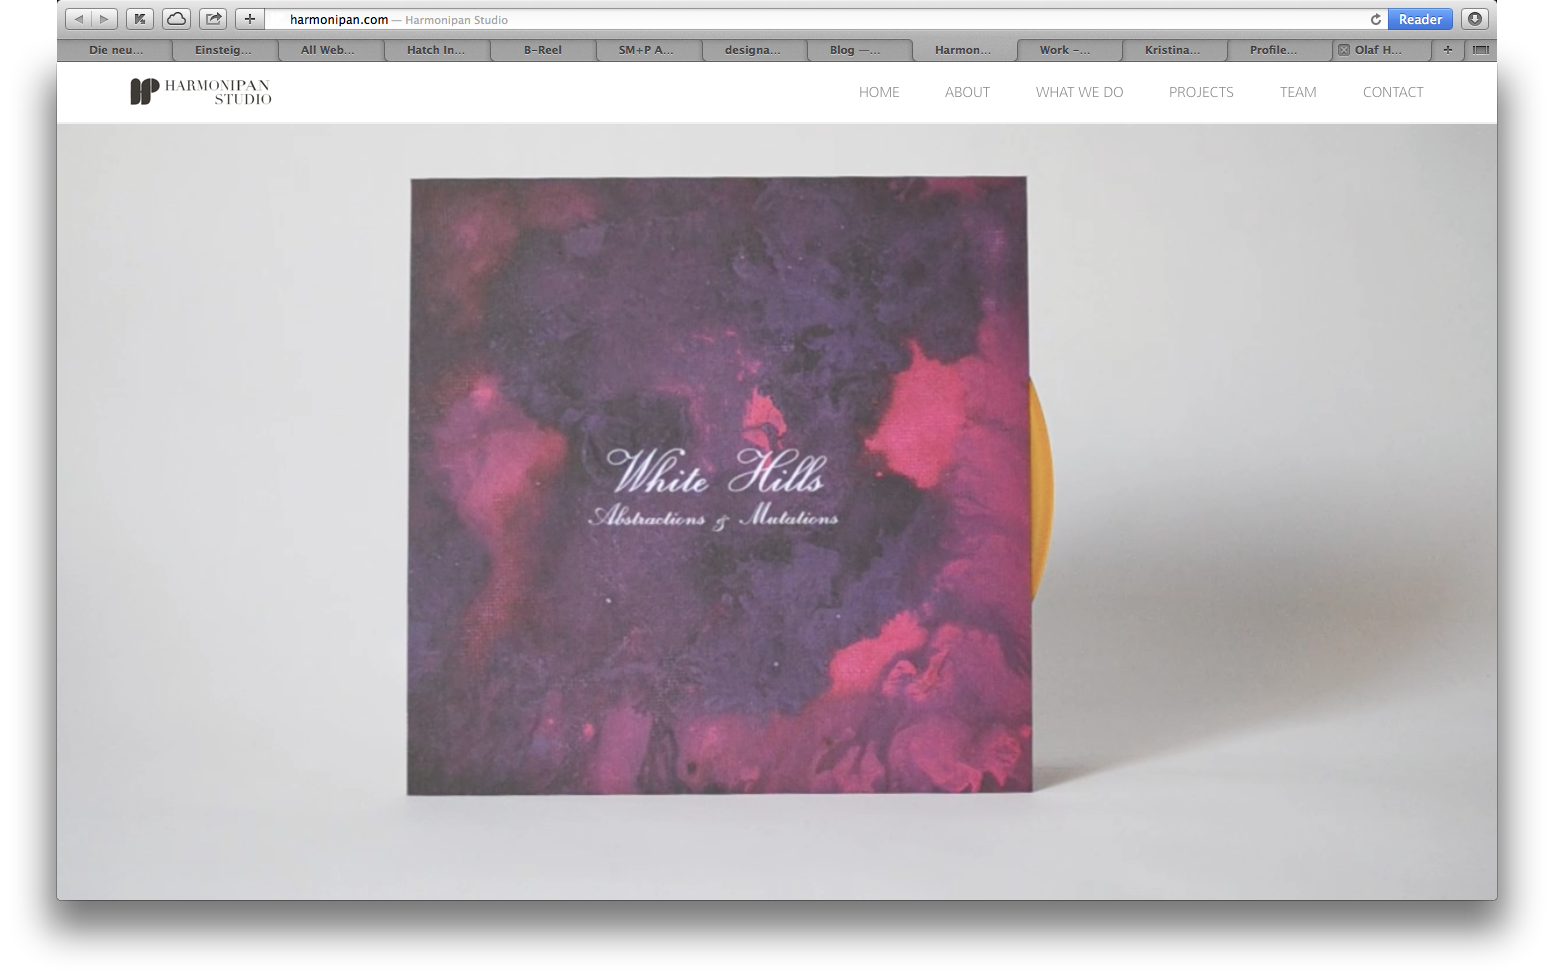 harmonipan.com — Harmonipan Studio
Reader
Die neu... Einsteig... All Web... Hatch In... B-Reel SM+P A... designa... Blog —... Harmon... Work -... Kristina... Profile... Olaf H...
HARMONIPAN
STUDIO
HOME ABOUT WHAT WE DO PROJECTS TEAM CONTACT
White Hills
Abstractions & Mutations